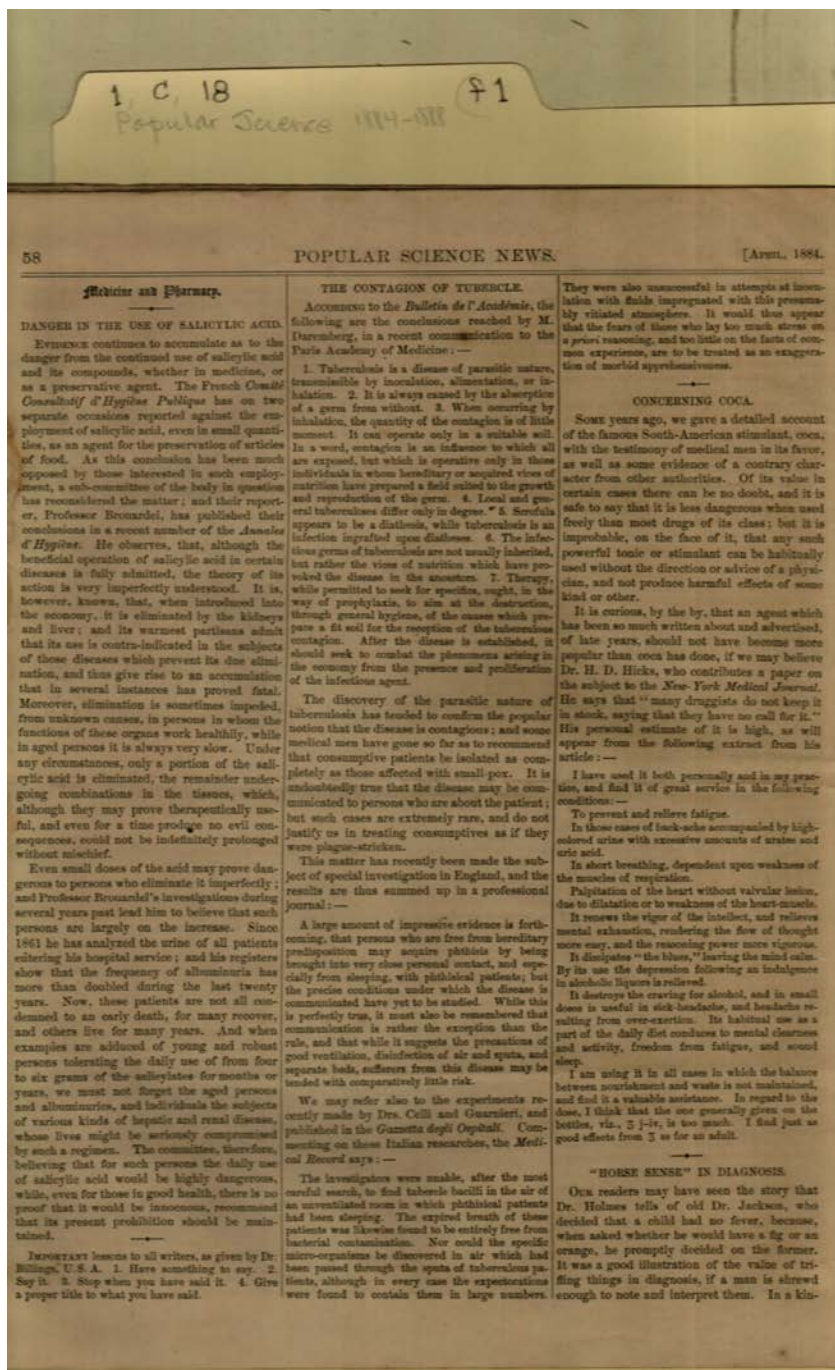 1, C, 18
f1
Popular Science 1884-1888
58
POPULAR SCIENCE NEWS.
[APRIL, 1884.
Medicine and Pharmacy.
DANGER IN THE USE OF SALICYLIC ACID.
EVIDENCE continues to accumulate as to the
danger from the continued use of salicylic acid
and its compounds, whether in medicine, or
as a preservative agent. The French Comité
Consultatif d'Hygiène Publique has on two
separate occasions reported against the em-
ployment of salicylic acid, even in small quanti-
ties, as an agent for the preservation of articles
of food. As this conclusion has been much
opposed by those interested in such employ-
ment, a sub-committee of the body in question
has reconsidered the matter; and their report-
er, Professor Brouardel, has published their
conclusions in a recent number of the Annales
d'Hygiène. He observes, that, although the
beneficial operation of salicylic acid in certain
diseases is fully admitted, the theory of its
action is very imperfectly understood. It is,
however, known, that, when introduced into
the economy, it is eliminated by the kidneys
and liver; and its warmest partisans admit
that its use is contra-indicated in the subjects
of those diseases which prevent its due elimi-
nation, and thus give rise to an accumulation
that in several instances has proved fatal.
Moreover, elimination is sometimes impeded,
from unknown causes, in persons in whom the
functions of these organs work healthily, while
in aged persons it is always very slow. Under
any circumstances, only a portion of the sali-
cylic acid is eliminated, the remainder under-
going combinations in the tissues, which,
although they may prove therapeutically use-
ful, and even for a time produce no evil con-
sequences, could not be indefinitely prolonged
without mischief.
Even small doses of the acid may prove dan-
gerous to persons who eliminate it imperfectly;
and Professor Brouardel's investigations during
several years past lead him to believe that such
persons are largely on the increase. Since
1861 he has analyzed the urine of all patients
entering his hospital service; and his registers
show that the frequency of albuminuria has
more than doubled during the last twenty
years. Now, these patients are not all con-
demned to an early death, for many recover,
and others live for many years. And when
examples are adduced of young and robust
persons tolerating the daily use of from four
to six grams of the salicylates for months or
years, we must not forget the aged persons
and albuminurics, and individuals the subjects
of various kinds of hepatic and renal disease,
whose lives might be seriously compromised
by such a regimen. The committee, therefore,
believing that for such persons the daily use
of salicylic acid would be highly dangerous,
while, even for those in good health, there is no
proof that it would be innocuous, recommend
that its present prohibition should be main-
tained.
IMPORTANT lessons to all writers, as given by Dr.
Billings, U. S. A. 1. Have something to say. 2.
Say it. 3. Stop when you have said it. 4. Give
a proper title to what you have said.
THE CONTAGION OF TUBERCLE.
ACCORDING to the Bulletin de l'Académie, the
following are the conclusions reached by M.
Daremberg, in a recent communication to the
Paris Academy of Medicine: —
1. Tuberculosis is a disease of parasitic nature,
transmissible by inoculation, alimentation, or in-
halation. 2. It is always caused by the absorption
of a germ from without. 3. When occurring by
inhalation, the quantity of the contagion is of little
moment. It can operate only in a suitable soil.
In a word, contagion is an influence to which all
are exposed, but which is operative only in those
individuals in whom hereditary or acquired vices of
nutrition have prepared a field suited to the growth
and reproduction of the germ. 4. Local and gen-
eral tuberculoses differ only in degree. 5. Scrofula
appears to be a diathesis, while tuberculosis is an
infection ingrafted upon diatheses. 6. The infec-
tious germs of tuberculosis are not usually inherited,
but rather the vices of nutrition which have pro-
voked the disease in the ancestors. 7. Therapy,
while permitted to seek for specifics, ought, in the
way of prophylaxis, to aim at the destruction,
through general hygiene, of the causes which pre-
pare a fit soil for the reception of the tuberculous
contagion. After the disease is established, it
should seek to combat the phenomena arising in
the economy from the presence and proliferation
of the infectious agent.
The discovery of the parasitic nature of
tuberculosis has tended to confirm the popular
notion that the disease is contagious; and some
medical men have gone so far as to recommend
that consumptive patients be isolated as com-
pletely as those affected with small-pox. It is
undoubtedly true that the disease may be com-
municated to persons who are about the patient;
but such cases are extremely rare, and do not
justify us in treating consumptives as if they
were plague-stricken.
This matter has recently been made the sub-
ject of special investigation in England, and the
results are thus summed up in a professional
journal: —
A large amount of impressive evidence is forth-
coming, that persons who are free from hereditary
predisposition may acquire phthisis by being
brought into very close personal contact, and espe-
cially from sleeping, with phthisical patients; but
the precise conditions under which the disease is
communicated have yet to be studied. While this
is perfectly true, it must also be remembered that
communication is rather the exception than the
rule, and that while it suggests the precautions of
good ventilation, disinfection of air and sputa, and
separate beds, sufferers from this disease may be
tended with comparatively little risk.
We may refer also to the experiments re-
cently made by Drs. Celli and Guarnieri, and
published in the Gazzetta degli Ospitali. Com-
menting on these Italian researches, the Medi-
cal Record says: —
The investigators were unable, after the most
careful search, to find tubercle bacilli in the air of
an unventilated room in which phthisical patients
had been sleeping. The expired breath of these
patients was likewise found to be entirely free from
bacterial contamination. Nor could the specific
micro-organisms be discovered in air which had
been passed through the sputa of tuberculous pa-
tients, although in every case the expectorations
were found to contain them in large numbers.
They were also unsuccessful in attempts at inocu-
lation with fluids impregnated with this presuma-
bly vitiated atmosphere. It would thus appear
that the fears of those who lay too much stress on
a priori reasoning, and too little on the facts of com-
mon experience, are to be treated as an exaggera-
tion of morbid apprehensiveness.
CONCERNING COCA.
SOME years ago, we gave a detailed account
of the famous South-American stimulant, coca,
with the testimony of medical men in its favor,
as well as some evidence of a contrary char-
acter from other authorities. Of its value in
certain cases there can be no doubt, and it is
safe to say that it is less dangerous when used
freely than most drugs of its class; but it is
improbable, on the face of it, that any such
powerful tonic or stimulant can be habitually
used without the direction or advice of a physi-
cian, and not produce harmful effects of some
kind or other.
It is curious, by the by, that an agent which
has been so much written about and advertised,
of late years, should not have become more
popular than coca has done, if we may believe
Dr. H. D. Hicks, who contributes a paper on
the subject to the New-York Medical Journal.
He says that "many druggists do not keep it
in stock, saying that they have no call for it."
His personal estimate of it is high, as will
appear from the following extract from his
article: —
I have used it both personally and in my prac-
tice, and find it of great service in the following
conditions: —
To prevent and relieve fatigue.
In those cases of back-ache accompanied by high-
colored urine with excessive amounts of urates and
uric acid.
In short breathing, dependent upon weakness of
the muscles of respiration.
Palpitation of the heart without valvular lesion,
due to dilatation or to weakness of the heart-muscle.
It renews the vigor of the intellect, and relieves
mental exhaustion, rendering the flow of thought
more easy, and the reasoning power more vigorous.
It dissipates "the blues," leaving the mind calm.
By its use the depression following an indulgence
in alcoholic liquors is relieved.
It destroys the craving for alcohol, and in small
doses is useful in sick-headache, and headache re-
sulting from over-exertion. Its habitual use as a
part of the daily diet conduces to mental clearness
and activity, freedom from fatigue, and sound
sleep.
I am using it in all cases in which the balance
between nourishment and waste is not maintained,
and find it a valuable assistance. In regard to the
dose, I think that the one generally given on the
bottles, viz., ʒ j-iv, is too much. I find just as
good effects from ʒ ss for an adult.
"HORSE SENSE" IN DIAGNOSIS.
OUR readers may have seen the story that
Dr. Holmes tells of old Dr. Jackson, who
decided that a child had no fever, because,
when asked whether he would have a fig or an
orange, he promptly decided on the former.
It was a good illustration of the value of tri-
fling things in diagnosis, if a man is shrewd
enough to note and interpret them. In a kin-